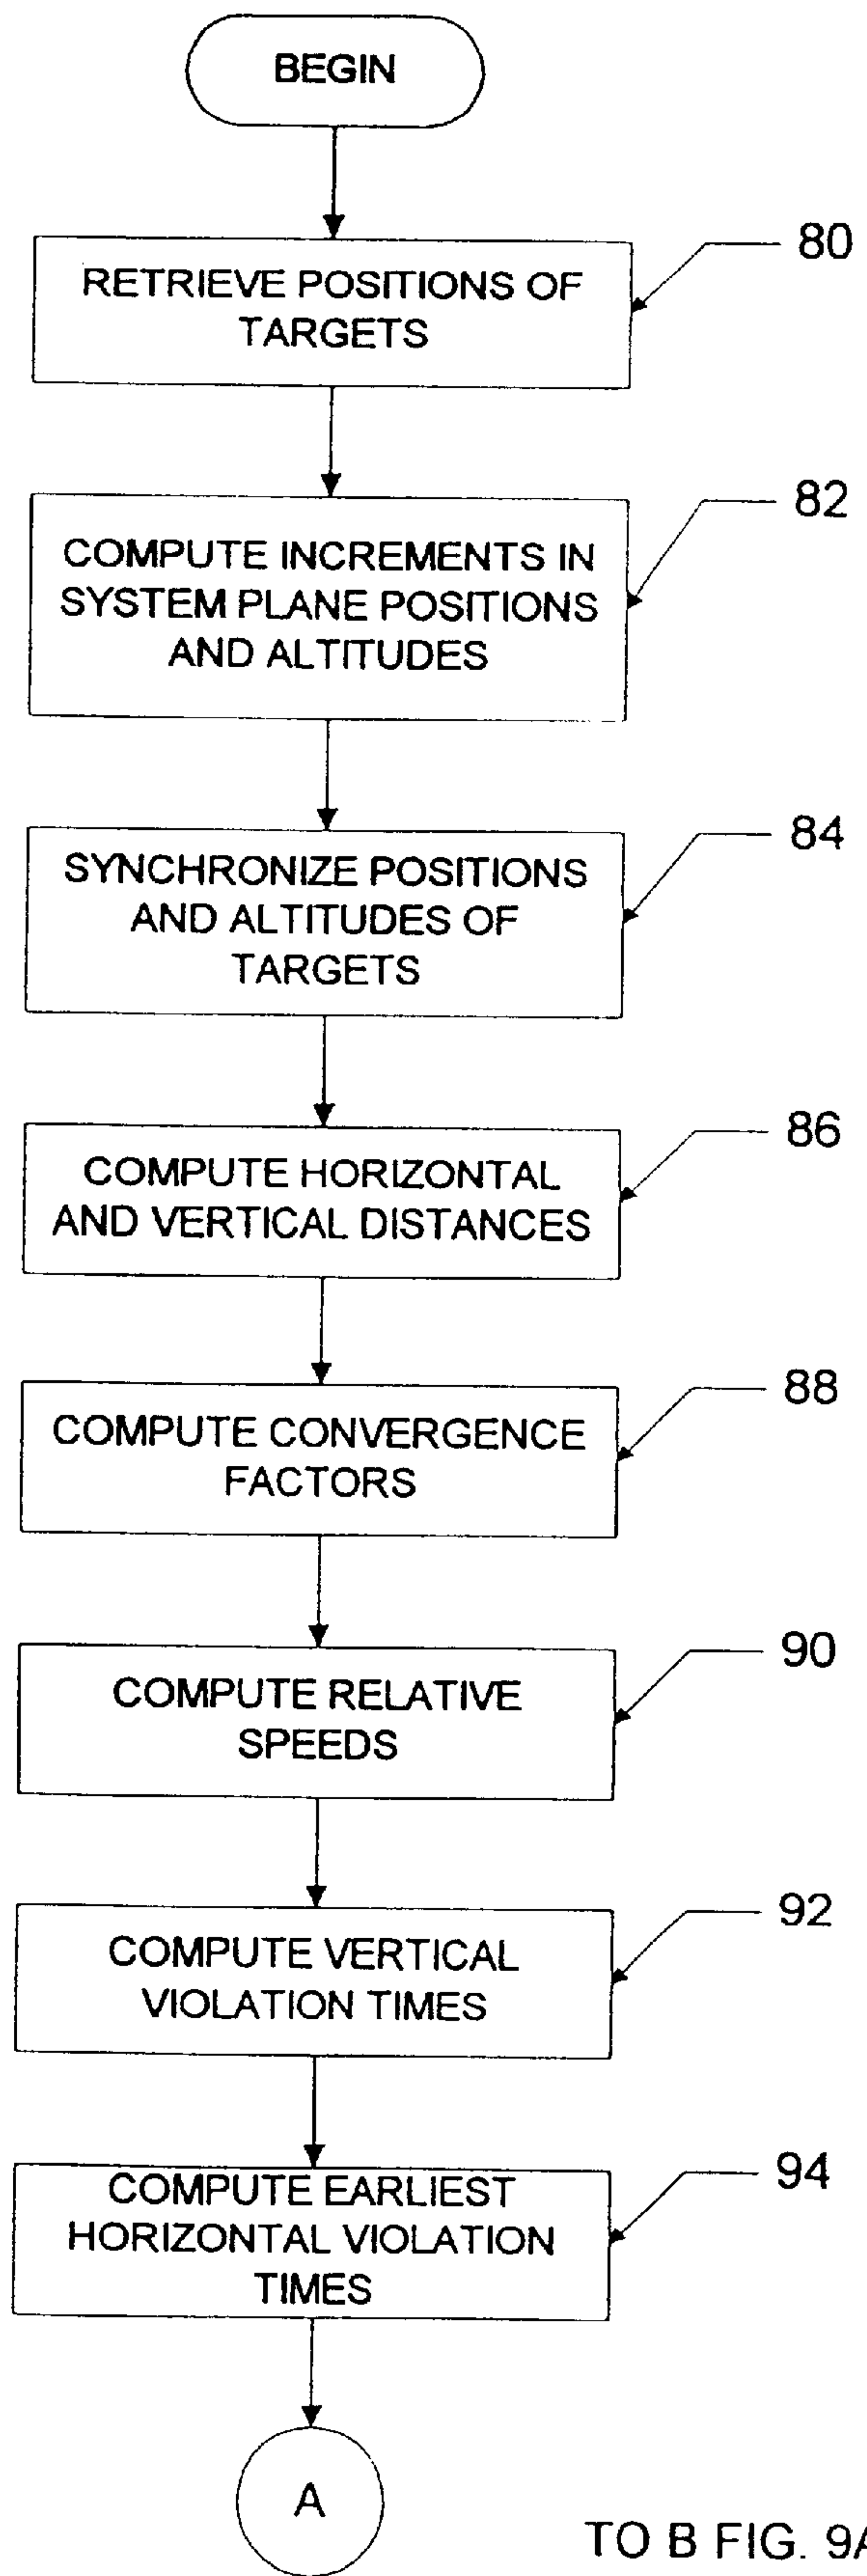 BEGIN
RETRIEVE POSITIONS OF
TARGETS
80
COMPUTE INCREMENTS IN
SYSTEM PLANE POSITIONS
AND ALTITUDES
82
SYNCHRONIZE POSITIONS
AND ALTITUDES OF
TARGETS
84
COMPUTE HORIZONTAL
AND VERTICAL DISTANCES
86
COMPUTE CONVERGENCE
FACTORS
88
COMPUTE RELATIVE
SPEEDS
90
COMPUTE VERTICAL
VIOLATION TIMES
92
COMPUTE EARLIEST
HORIZONTAL VIOLATION
TIMES
94
A
TO B FIG. 9A